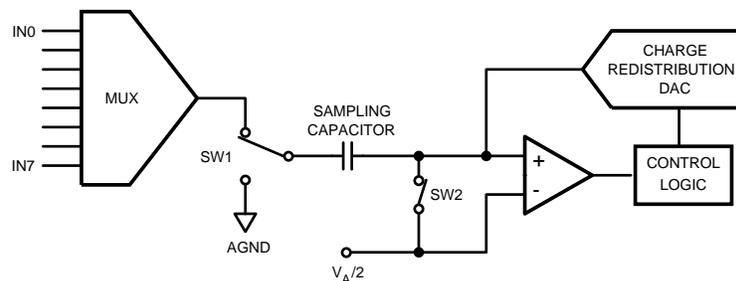 IN0
MUX
IN7
SW1
AGND
SAMPLING
CAPACITOR
SW2
V_A/2
+
-
CHARGE
REDISTRIBUTION
DAC
CONTROL
LOGIC